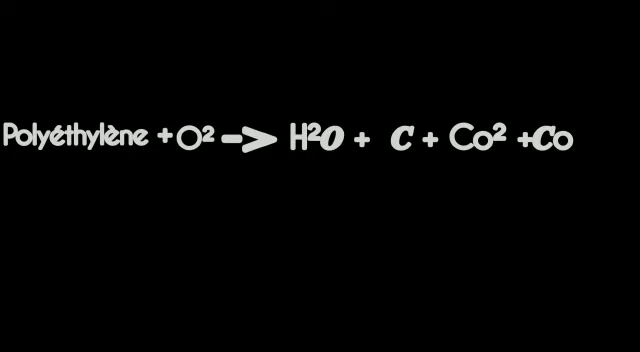 Polyéthylène + O² -> H²O + C + Co² + Co